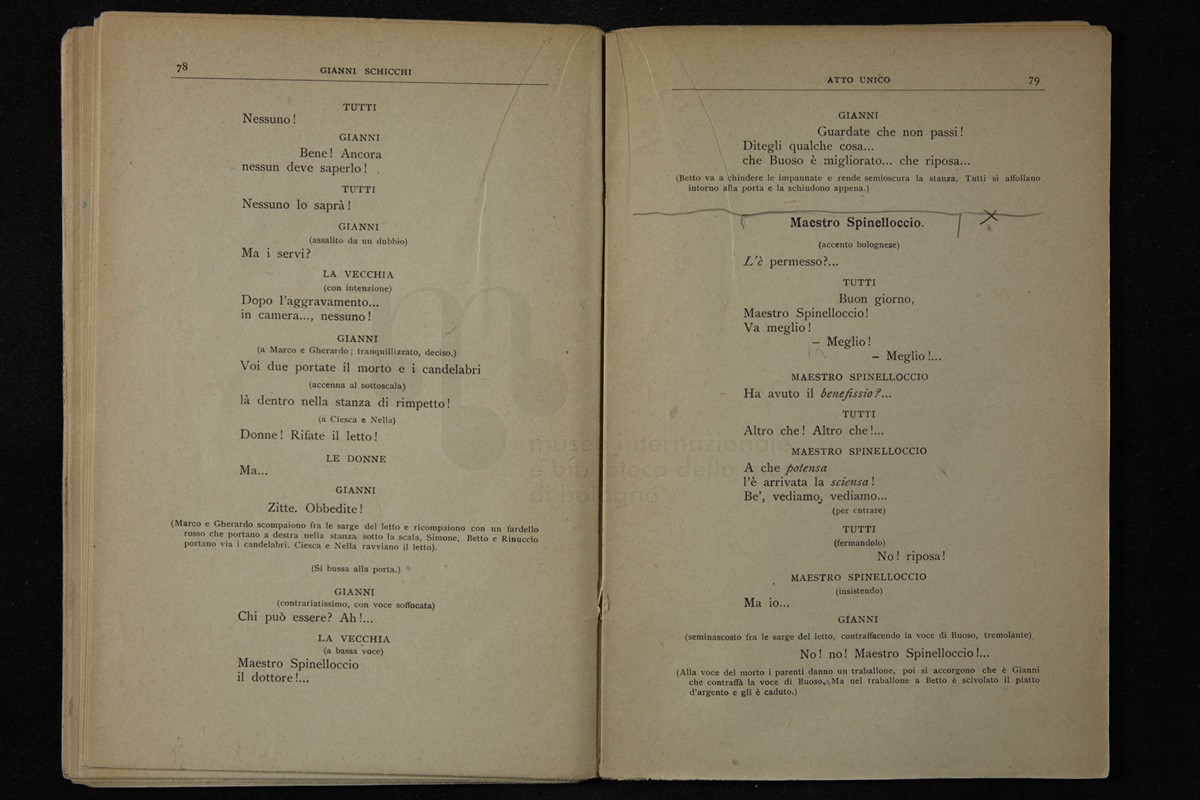 78
GIANNI SCHICCHI
TUTTI
Nessuno!
GIANNI
Bene! Ancora
nessun deve saperlo!
TUTTI
Nessuno lo saprà!
GIANNI
(assalito da un dubbio)
Ma i servi?
LA VECCHIA
(con intenzione)
Dopo l'aggravamento...
in camera..., nessuno!
GIANNI
(a Marco e Gherardo; tranquillizzato, deciso.)
Voi due portate il morto e i candelabri
(accenna al sottoscala)
là dentro nella stanza di rimpetto!
(a Ciesca e Nella)
Donne! Rifate il letto!
LE DONNE
Ma...
GIANNI
Zitte. Obbedite!
(Marco e Gherardo scompaiono fra le sarge del letto e ricompaiono con un fardello
rosso che portano a destra nella stanza sotto la scala, Simone, Betto e Rinuccio
portano via i candelabri. Ciesca e Nella ravviano il letto).
(Si bussa alla porta.)
GIANNI
(contrariatissimo, con voce soffocata)
Chi può essere? Ah!...
LA VECCHIA
(a bassa voce)
Maestro Spinelloccio
il dottore!...
ATTO UNICO
79
GIANNI
Guardate che non passi!
Ditegli qualche cosa...
che Buoso è migliorato... che riposa...
(Betto va a chiudere le impannate e rende semioscura la stanza. Tutti si affollano
intorno alla porta e la schiudono appena.)
Maestro Spinelloccio.
(accento bolognese)
L'è permesso?...
TUTTI
Buon giorno,
Maestro Spinelloccio!
Va meglio!
– Meglio!
– Meglio!...
MAESTRO SPINELLOCCIO
Ha avuto il benefissio?...
TUTTI
Altro che! Altro che!...
MAESTRO SPINELLOCCIO
A che potensa
l'è arrivata la sciensa!
Be', vediamo, vediamo...
(per entrare)
TUTTI
(fermandolo)
No! riposa!
MAESTRO SPINELLOCCIO
(insistendo)
Ma io...
GIANNI
(seminascosto fra le sarge del letto, contraffacendo la voce di Buoso, tremolante)
No! no! Maestro Spinelloccio!...
(Alla voce del morto i parenti danno un traballone, poi si accorgono che è Gianni
che contraffà la voce di Buoso. Ma nel traballone a Betto è scivolato il piatto
d'argento e gli è caduto.)
museo internazionale
e biblioteca della
di bologna